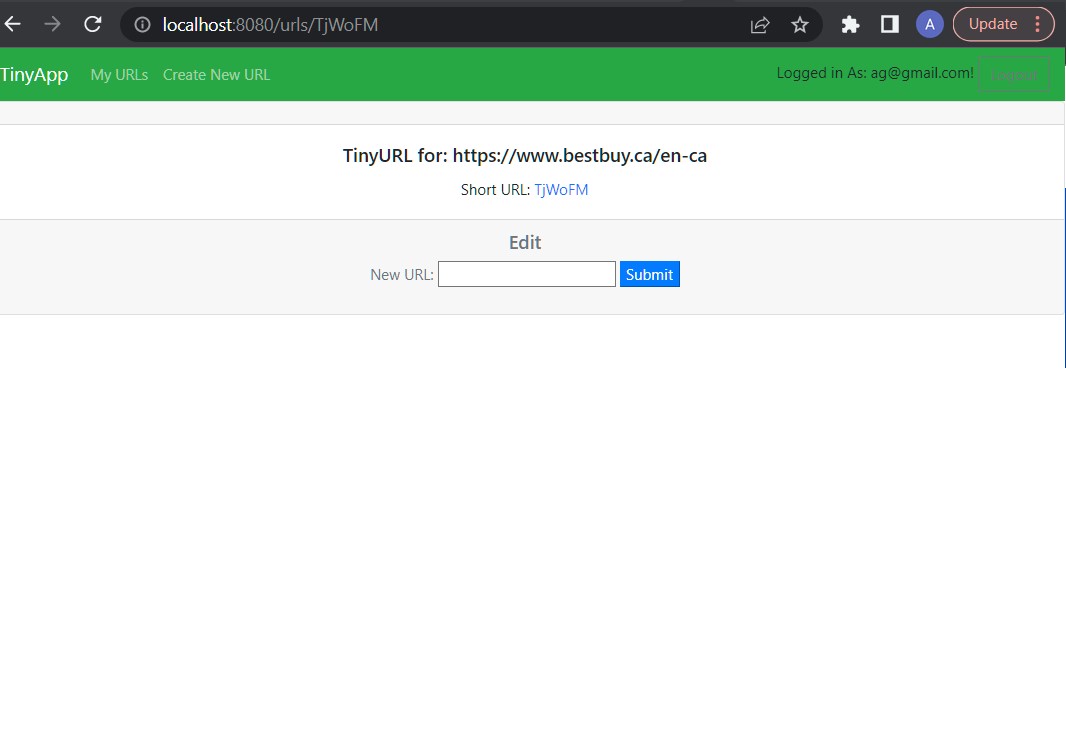 localhost:8080/urls/TjWoFM
A
Update
TinyApp My URLs Create New URL Logged in As: ag@gmail.com! Logout
TinyURL for: https://www.bestbuy.ca/en-ca
Short URL: TjWoFM
Edit
New URL: Submit